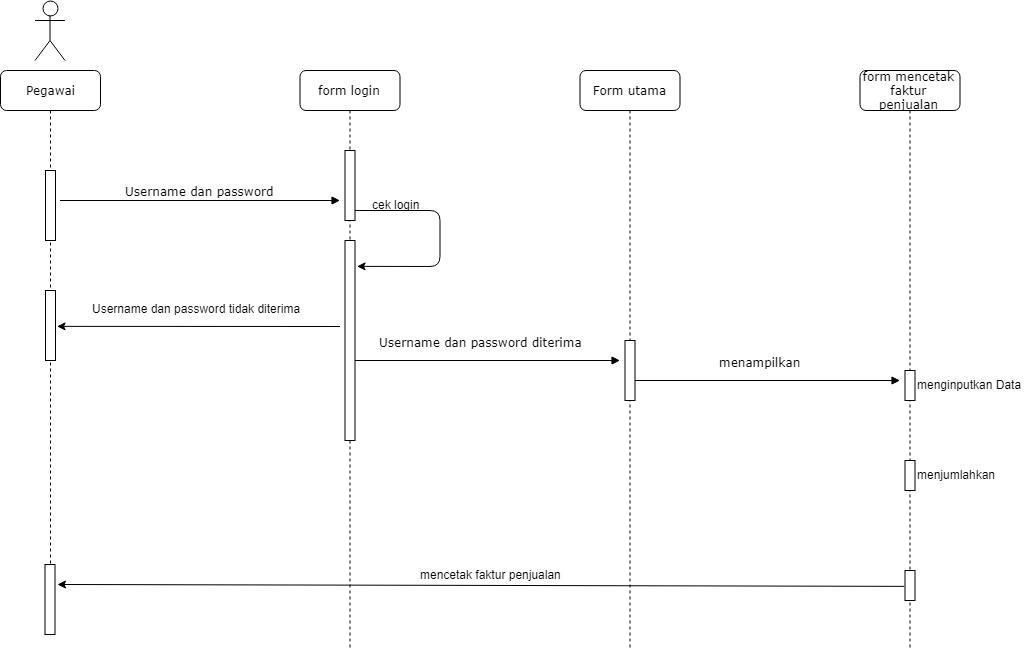 Pegawai
form login
Form utama
form mencetak
faktur
penjualan
Username dan password
cek login
Username dan password tidak diterima
Username dan password diterima
menampilkan
menginputkan Data
menjumlahkan
mencetak faktur penjualan